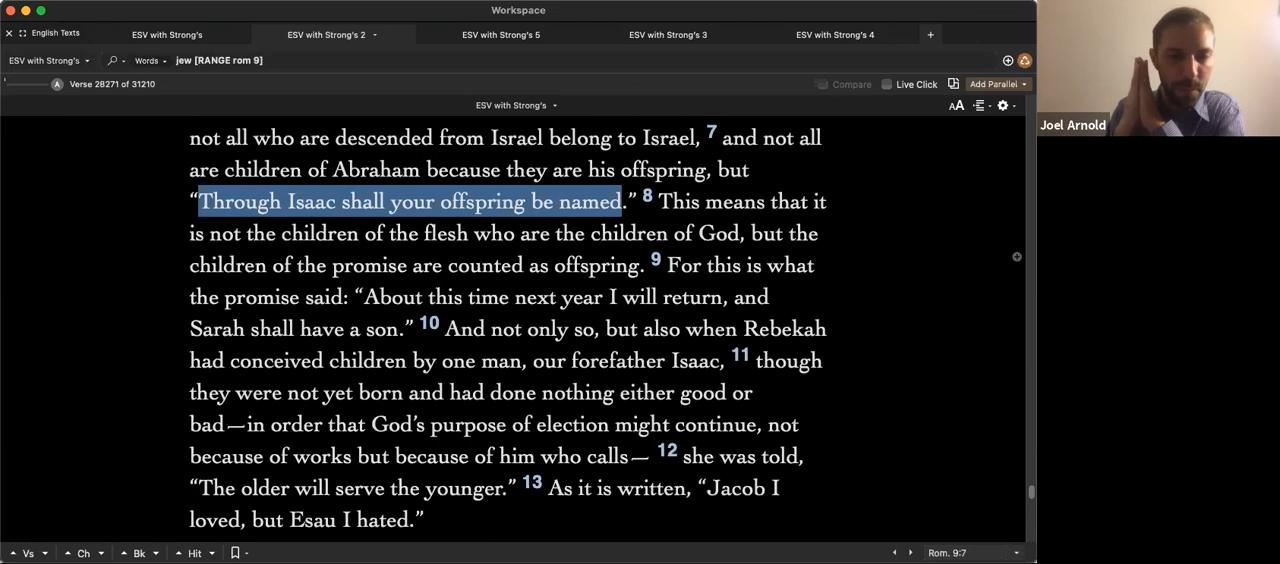 Workspace
English Texts
ESV with Strong's
ESV with Strong's 2
ESV with Strong's 5
ESV with Strong's 3
ESV with Strong's 4
+
ESV with Strong's
Words
jew [RANGE rom 9]
A Verse 28271 of 31210
Compare
Live Click
Add Parallel
ESV with Strong's
AA
not all who are descended from Israel belong to Israel, 7 and not all
are children of Abraham because they are his offspring, but
“Through Isaac shall your offspring be named.” 8 This means that it
is not the children of the flesh who are the children of God, but the
children of the promise are counted as offspring. 9 For this is what
the promise said: “About this time next year I will return, and
Sarah shall have a son.” 10 And not only so, but also when Rebekah
had conceived children by one man, our forefather Isaac, 11 though
they were not yet born and had done nothing either good or
bad—in order that God’s purpose of election might continue, not
because of works but because of him who calls— 12 she was told,
“The older will serve the younger.” 13 As it is written, “Jacob I
loved, but Esau I hated.”
Vs
Ch
Bk
Hit
Rom. 9:7
Joel Arnold